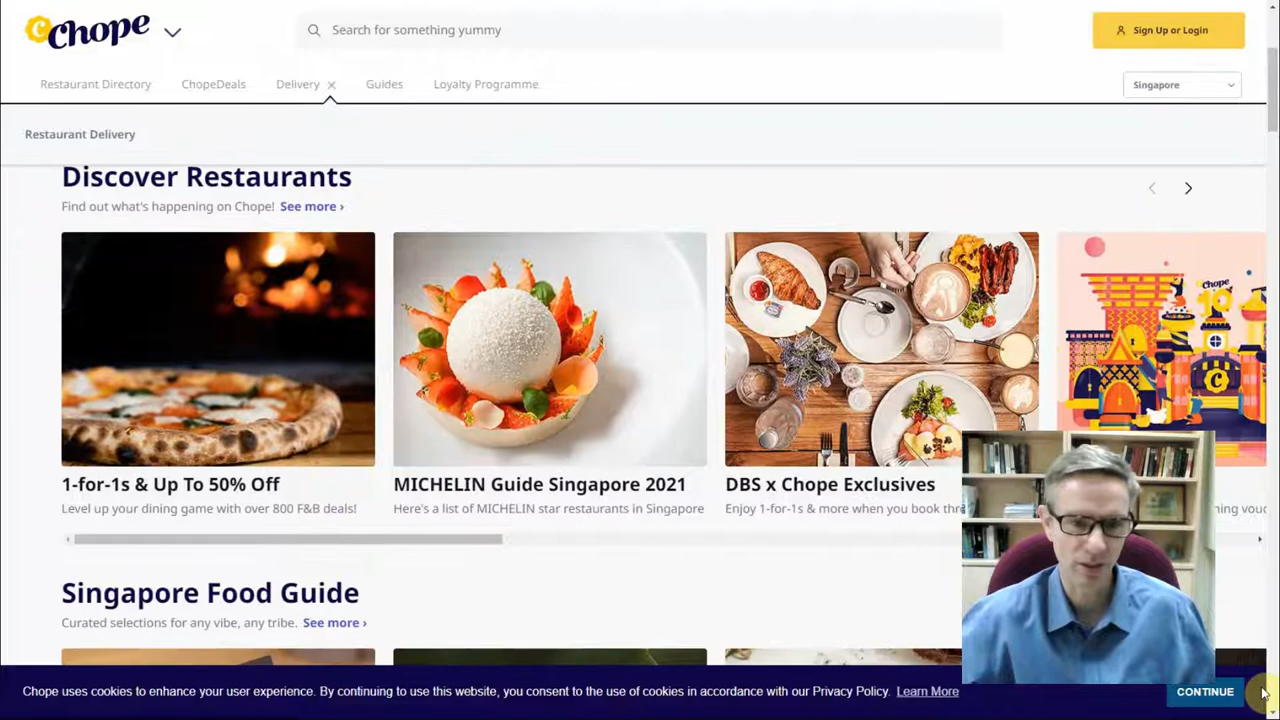 Chope
Search for something yummy
Sign Up or Login
Restaurant Directory
ChopeDeals
Delivery
Guides
Loyalty Programme
Singapore
Restaurant Delivery
Discover Restaurants
Find out what's happening on Chope! See more ›
Chope
10
1-for-1s & Up To 50% Off
Level up your dining game with over 800 F&B deals!
MICHELIN Guide Singapore 2021
Here's a list of MICHELIN star restaurants in Singapore
DBS x Chope Exclusives
Enjoy 1-for-1s & more when you book
Singapore Food Guide
Curated selections for any vibe, any tribe. See more ›
Chope uses cookies to enhance your user experience. By continuing to use this website, you consent to the use of cookies in accordance with our Privacy Policy. Learn More
CONTINUE